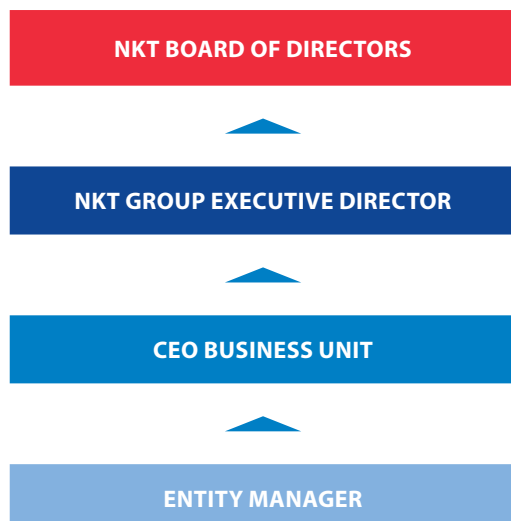 NKT BOARD OF DIRECTORS
NKT GROUP EXECUTIVE DIRECTOR
CEO BUSINESS UNIT
ENTITY MANAGER